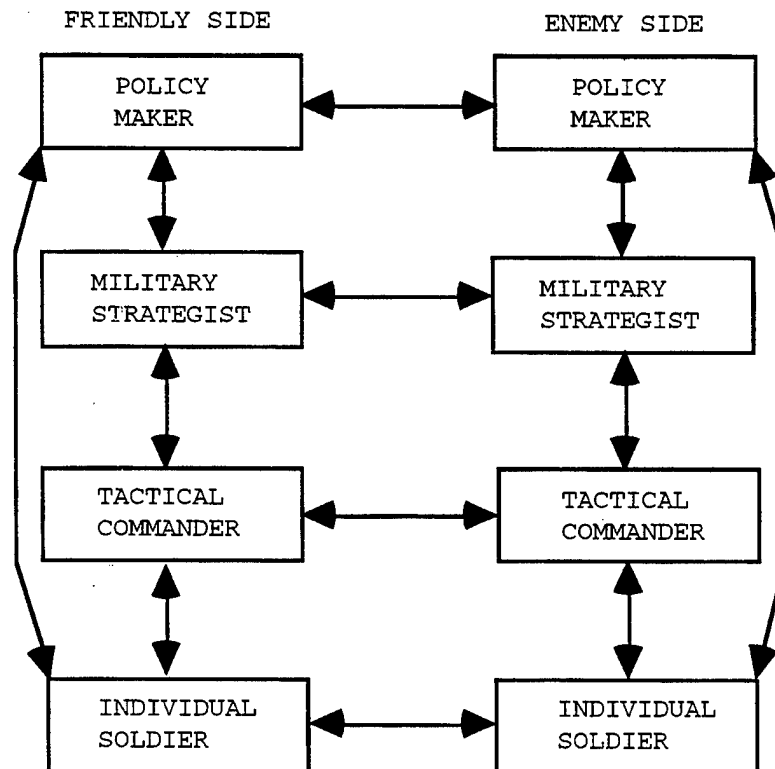 FRIENDLY SIDE
ENEMY SIDE
POLICY
MAKER
POLICY
MAKER
MILITARY
STRATEGIST
MILITARY
STRATEGIST
TACTICAL
COMMANDER
TACTICAL
COMMANDER
INDIVIDUAL
SOLDIER
INDIVIDUAL
SOLDIER